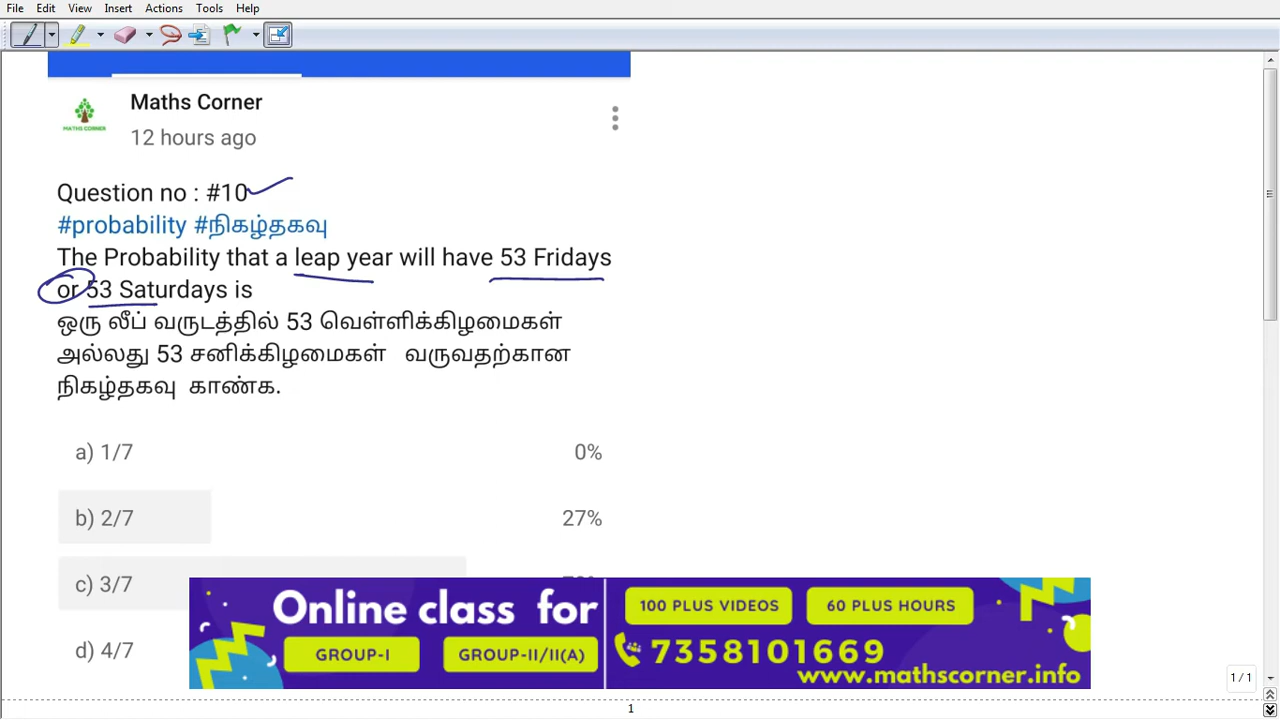 File Edit View Insert Actions Tools Help
Maths Corner
MATHS CORNER
12 hours ago
Question no : #10
#probability #நிகழ்தகவு
The Probability that a leap year will have 53 Fridays
or 53 Saturdays is
ஒரு லீப் வருடத்தில் 53 வெள்ளிக்கிழமைகள்
அல்லது 53 சனிக்கிழமைகள் வருவதற்கான
நிகழ்தகவு காண்க.
a) 1/7 0%
b) 2/7 27%
c) 3/7
d) 4/7
Online class for
GROUP-I GROUP-II/II(A)
100 PLUS VIDEOS 60 PLUS HOURS
7358101669
www.mathscorner.info
1 / 1
1